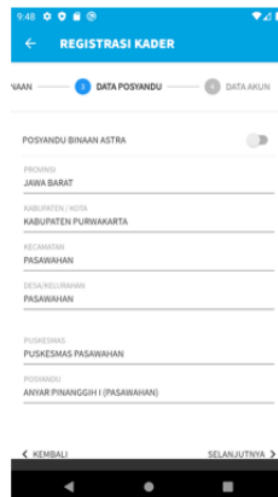 9:48
REGISTRASI KADER
NAAN
3 DATA POSYANDU
4 DATA AKUN
POSYANDU BINAAN ASTRA
PROVINSI
JAWA BARAT
KABUPATEN / KOTA
KABUPATEN PURWAKARTA
KECAMATAN
PASAWAHAN
DESA/KELURAHAN
PASAWAHAN
PUSKESMAS
PUSKESMAS PASAWAHAN
POSYANDU
ANYAR PINANGGIH I (PASAWAHAN)
KEMBALI
SELANJUTNYA